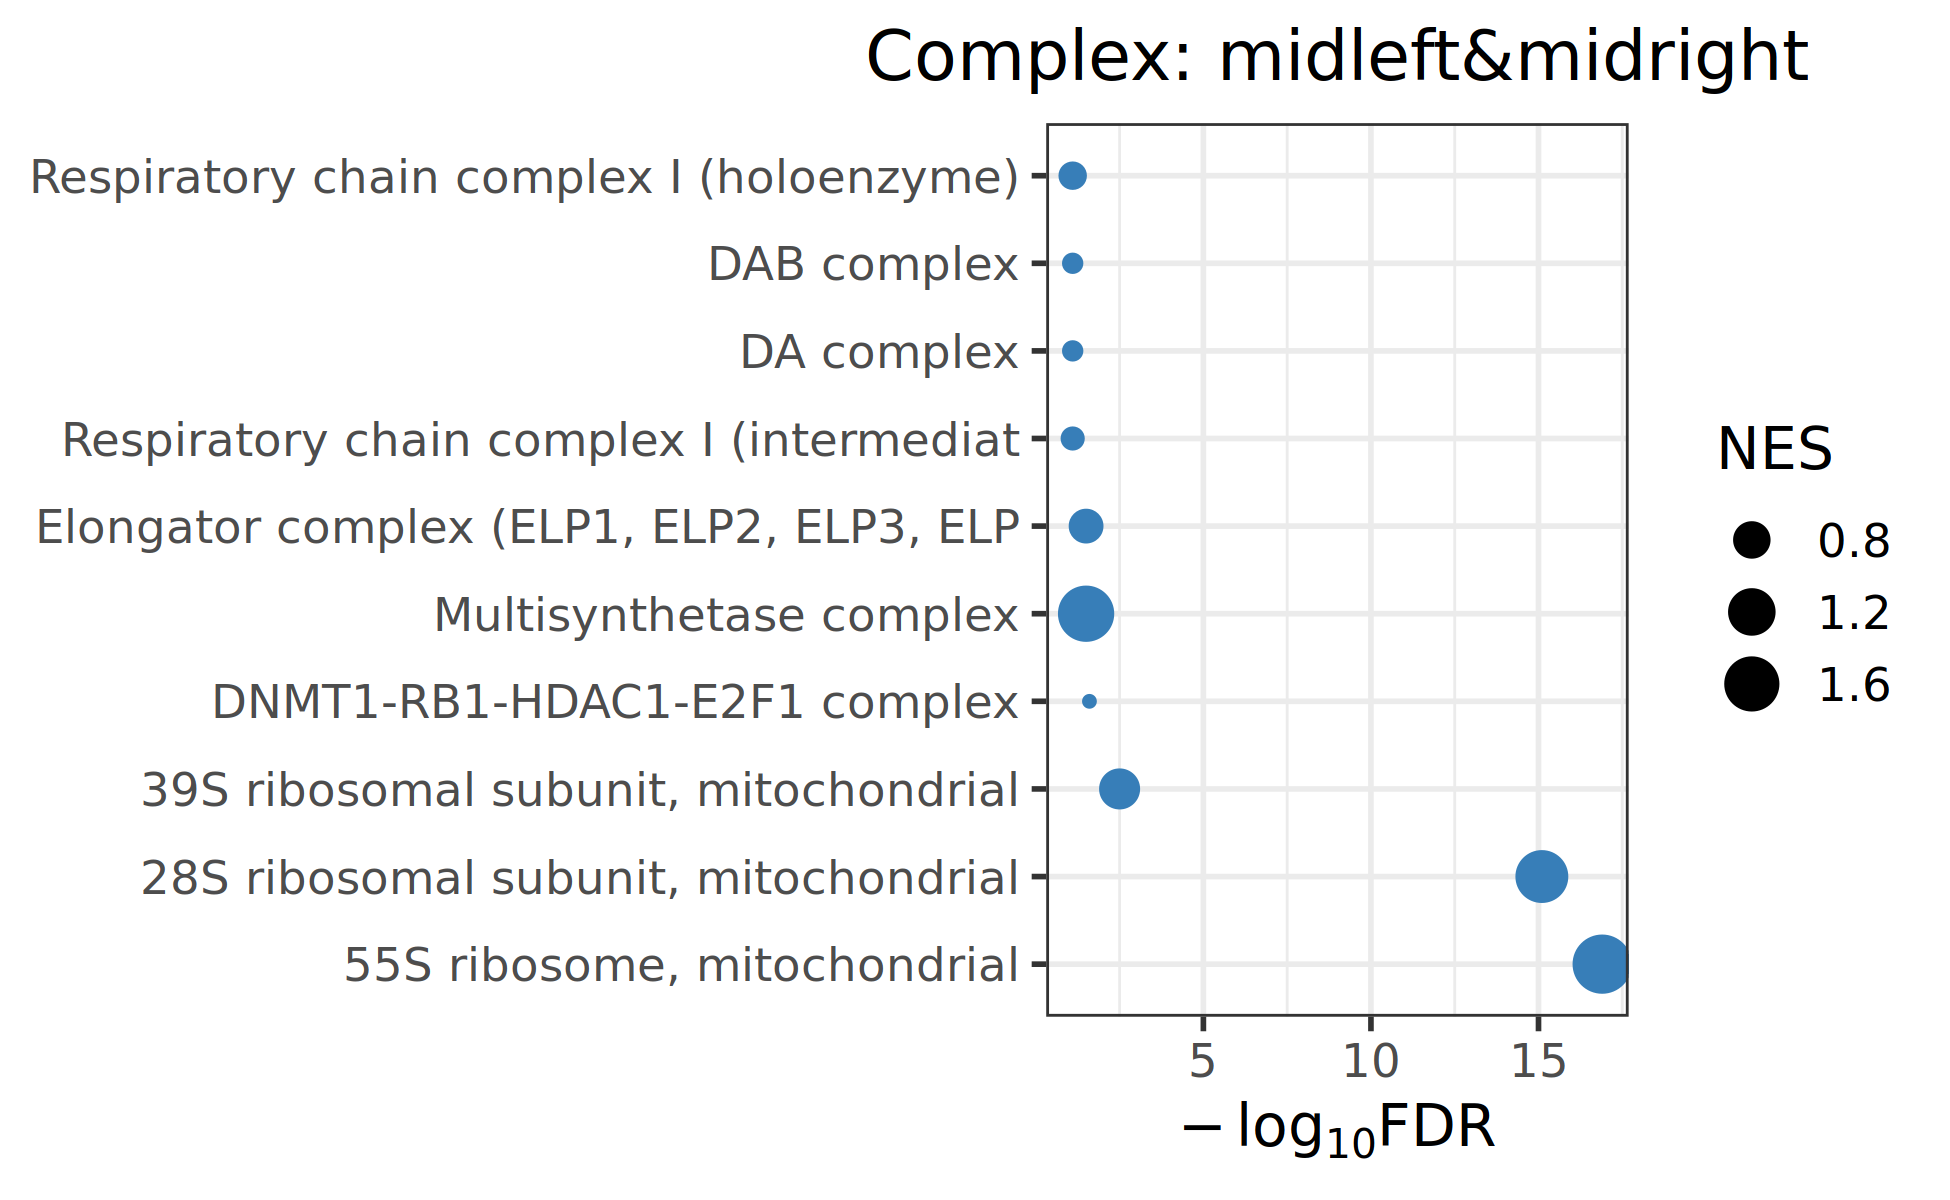 Complex: midleft&midright
Respiratory chain complex I (holoenzyme)
DAB complex
DA complex
Respiratory chain complex I (intermediat
Elongator complex (ELP1, ELP2, ELP3, ELP
Multisynthetase complex
DNMT1-RB1-HDAC1-E2F1 complex
39S ribosomal subunit, mitochondrial
28S ribosomal subunit, mitochondrial
55S ribosome, mitochondrial
5 10 15
− log₁₀FDR
NES
0.8
1.2
1.6